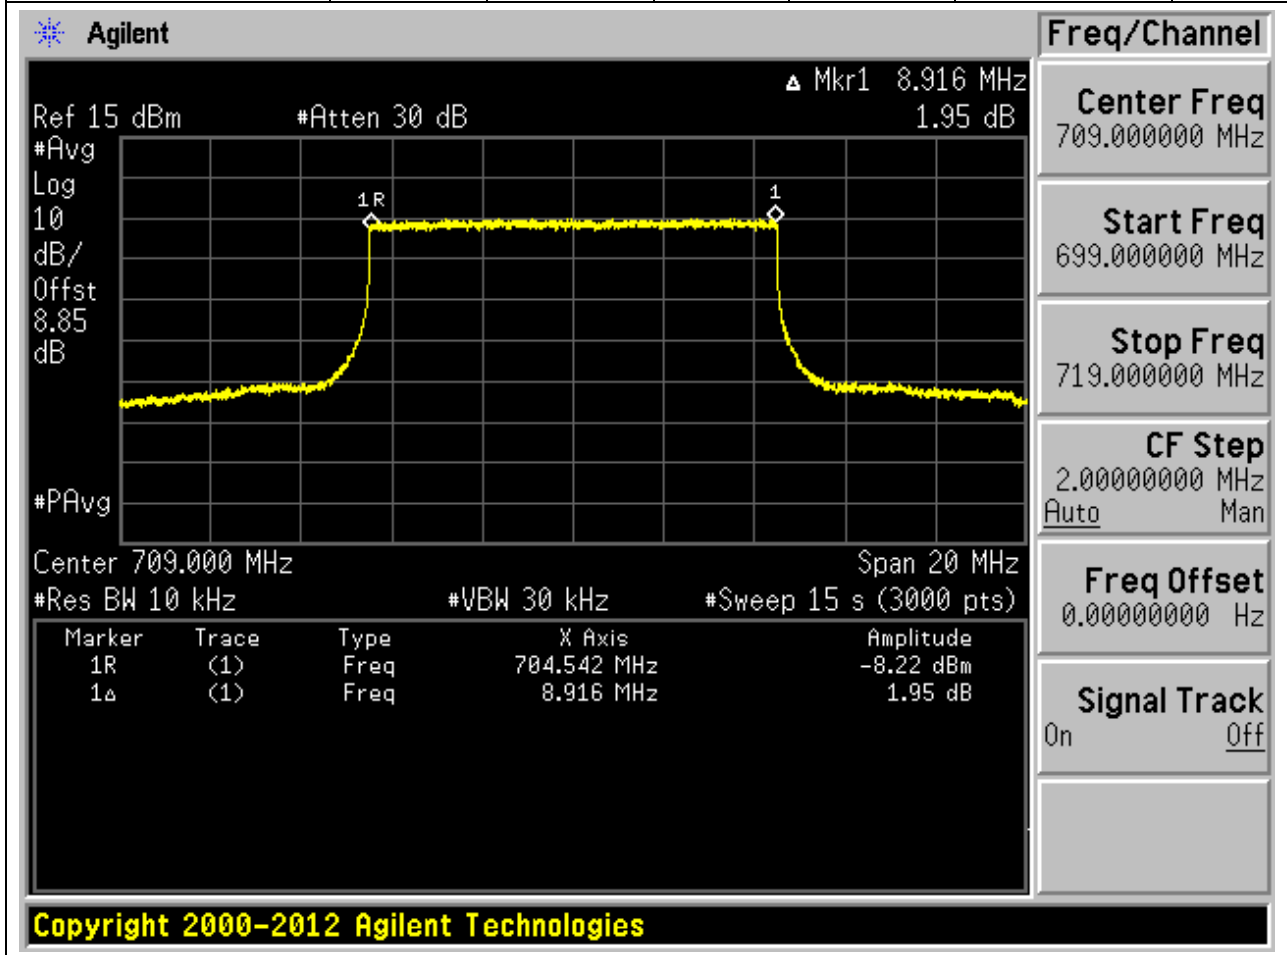 Agilent
Freq/Channel
Δ Mkr1 8.916 MHz
Ref 15 dBm #Atten 30 dB 1.95 dB
#Avg
Log
10
dB/
Offst
8.85
dB
#PAvg
1R
1
Center 709.000 MHz Span 20 MHz
#Res BW 10 kHz #VBW 30 kHz #Sweep 15 s (3000 pts)
Marker Trace Type X Axis Amplitude
1R (1) Freq 704.542 MHz -8.22 dBm
1Δ (1) Freq 8.916 MHz 1.95 dB
Center Freq
709.000000 MHz
Start Freq
699.000000 MHz
Stop Freq
719.000000 MHz
CF Step
2.00000000 MHz
Auto Man
Freq Offset
0.00000000 Hz
Signal Track
On Off
Copyright 2000-2012 Agilent Technologies